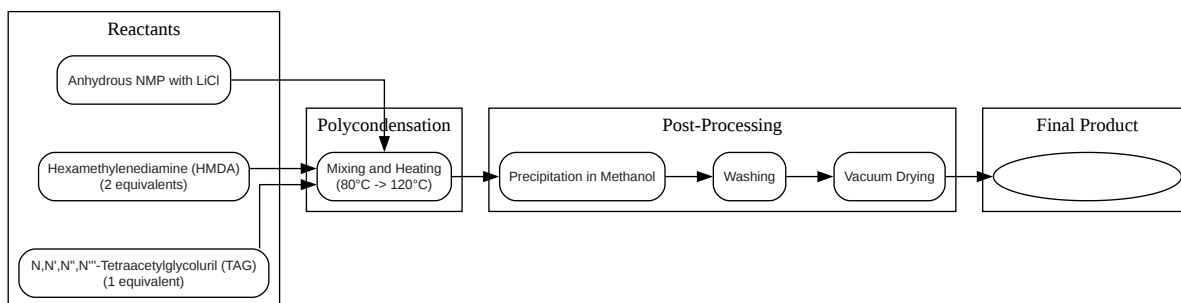 Reactants
Anhydrous NMP with LiCl
Hexamethylenediamine (HMDA)
(2 equivalents)
N,N',N'',N'''-Tetraacetylglycoluril (TAG)
(1 equivalent)
Polycondensation
Mixing and Heating
(80°C -> 120°C)
Post-Processing
Precipitation in Methanol
Washing
Vacuum Drying
Final Product